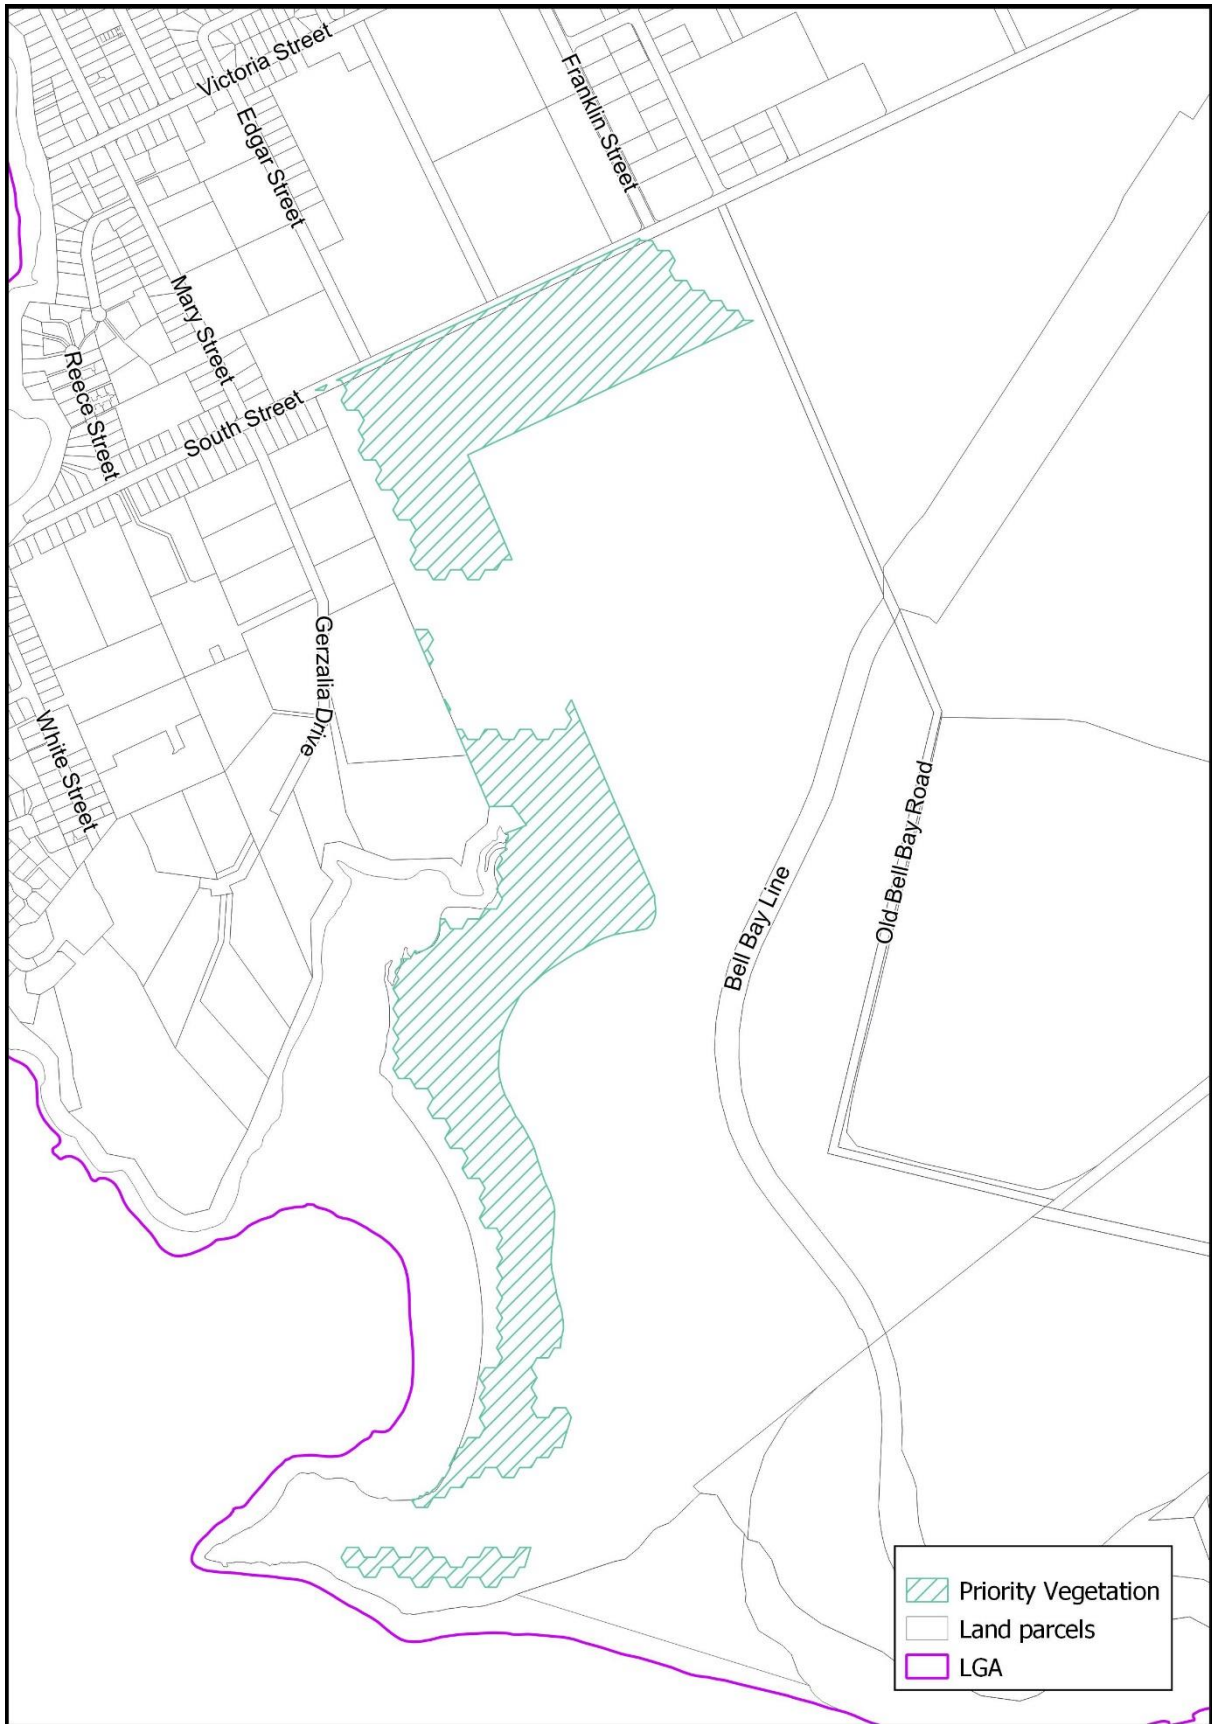 Victoria Street
Franklin Street
Edgar Street
Mary Street
Reece Street
South Street
Gerzalia Drive
White Street
Old Bell Bay Road
Bell Bay Line
Priority Vegetation
Land parcels
LGA